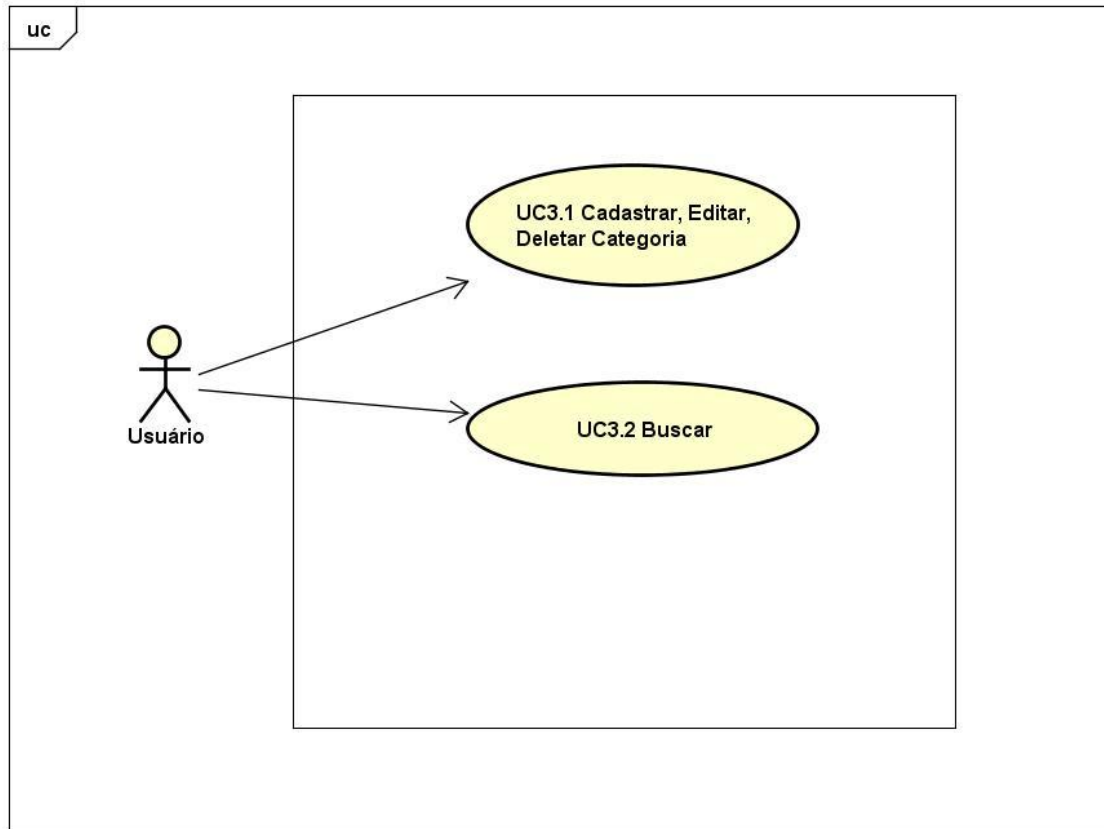 uc
UC3.1 Cadastrar, Editar,
Deletar Categoria
UC3.2 Buscar
Usuário